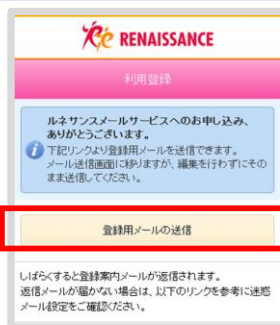 RENAISSANCE
利用登録
ルネサンスメールサービスへのお申し込み、
ありがとうございます。
下記リンクより登録用メールを送信できます。
メール送信画面に移りますが、編集を行わずにその
まま送信してください。
登録用メールの送信
しばらくすると登録案内メールが返信されます。
返信メールが届かない場合は、以下のリンクを参考に迷惑
メール設定をご確認ください。